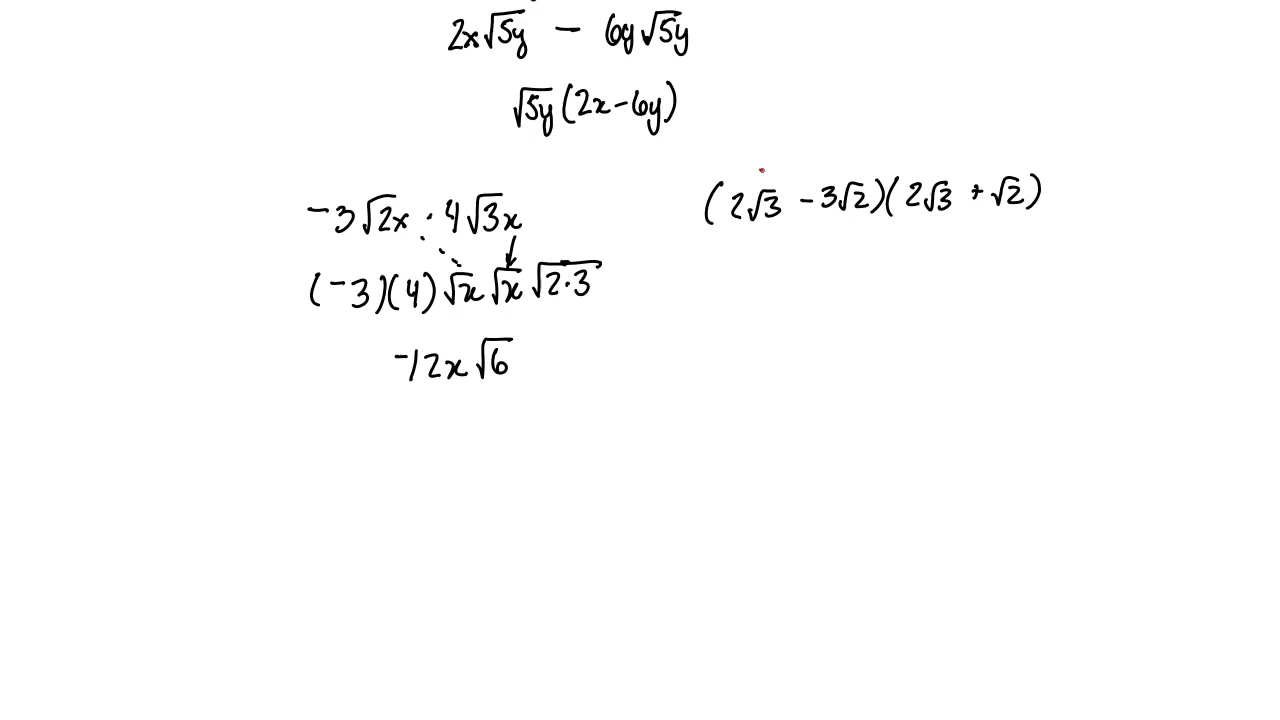 2x√5y − 6y√5y
√5y (2x−6y)
−3√2x · 4√3x
(−3)(4)√x √x √2·3
−12x√6
(2√3 − 3√2)(2√3 + √2)